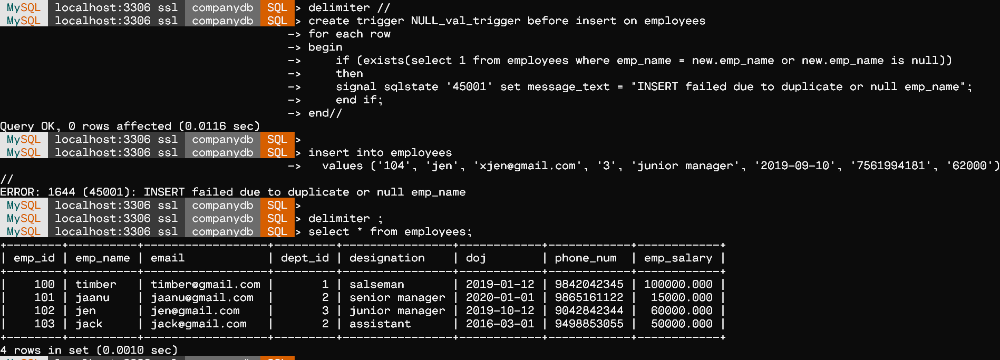 MySQL localhost:3306 ssl companydb SQL > delimiter //
MySQL localhost:3306 ssl companydb SQL > create trigger NULL_val_trigger before insert on employees
-> for each row
-> begin
-> if (exists(select 1 from employees where emp_name = new.emp_name or new.emp_name is null))
-> then
-> signal sqlstate '45001' set message_text = "INSERT failed due to duplicate or null emp_name";
-> end if;
-> end//
Query OK, 0 rows affected (0.0116 sec)
MySQL localhost:3306 ssl companydb SQL >
MySQL localhost:3306 ssl companydb SQL > insert into employees
-> values ('104', 'jen', 'xjen@gmail.com', '3', 'junior manager', '2019-09-10', '7561994181', '62000')
//
ERROR: 1644 (45001): INSERT failed due to duplicate or null emp_name
MySQL localhost:3306 ssl companydb SQL >
MySQL localhost:3306 ssl companydb SQL > delimiter ;
MySQL localhost:3306 ssl companydb SQL > select * from employees;
+--------+----------+------------------+---------+----------------+------------+------------+------------+
| emp_id | emp_name | email            | dept_id | designation    | doj        | phone_num  | emp_salary |
+--------+----------+------------------+---------+----------------+------------+------------+------------+
|    100 | timber   | timber@gmail.com |       1 | salseman       | 2019-01-12 | 9842042345 | 100000.000 |
|    101 | jaanu    | jaanu@gmail.com  |       2 | senior manager | 2020-01-01 | 9865161122 |  15000.000 |
|    102 | jen      | jen@gmail.com    |       3 | junior manager | 2019-10-12 | 9042842344 |  60000.000 |
|    103 | jack     | jack@gmail.com   |       2 | assistant      | 2016-03-01 | 9498853055 |  50000.000 |
+--------+----------+------------------+---------+----------------+------------+------------+------------+
4 rows in set (0.0010 sec)